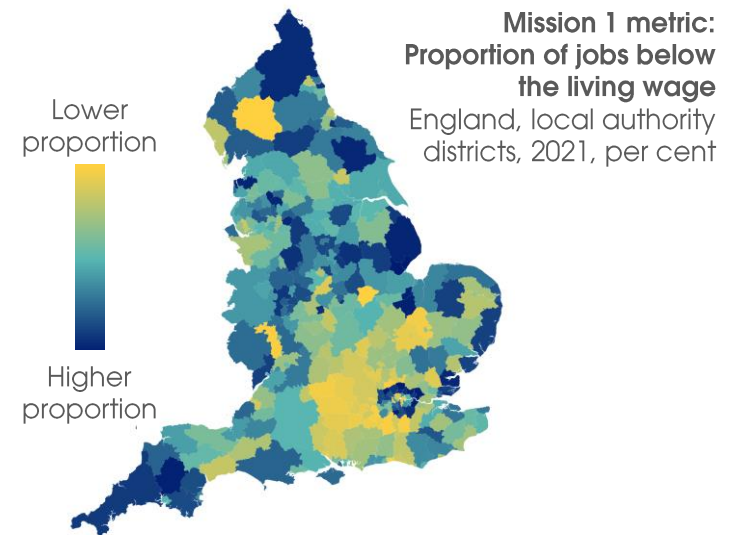 Mission 1 metric:
Proportion of jobs below
the living wage
England, local authority
districts, 2021, per cent
Lower
proportion
Higher
proportion